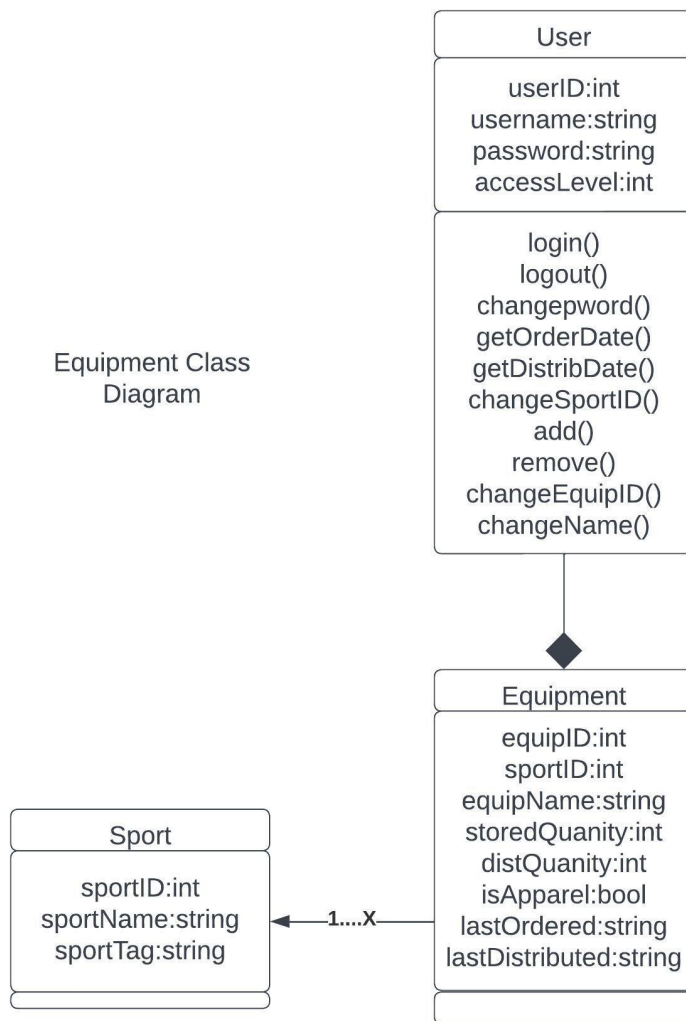 User
userID:int
username:string
password:string
accessLevel:int
login()
logout()
changepword()
getOrderDate()
getDistribDate()
changeSportID()
add()
remove()
changeEquipID()
changeName()
Equipment Class
Diagram
Equipment
equipID:int
sportID:int
equipName:string
storedQuanity:int
distQuanity:int
isApparel:bool
lastOrdered:string
lastDistributed:string
Sport
sportID:int
sportName:string
sportTag:string
1....X